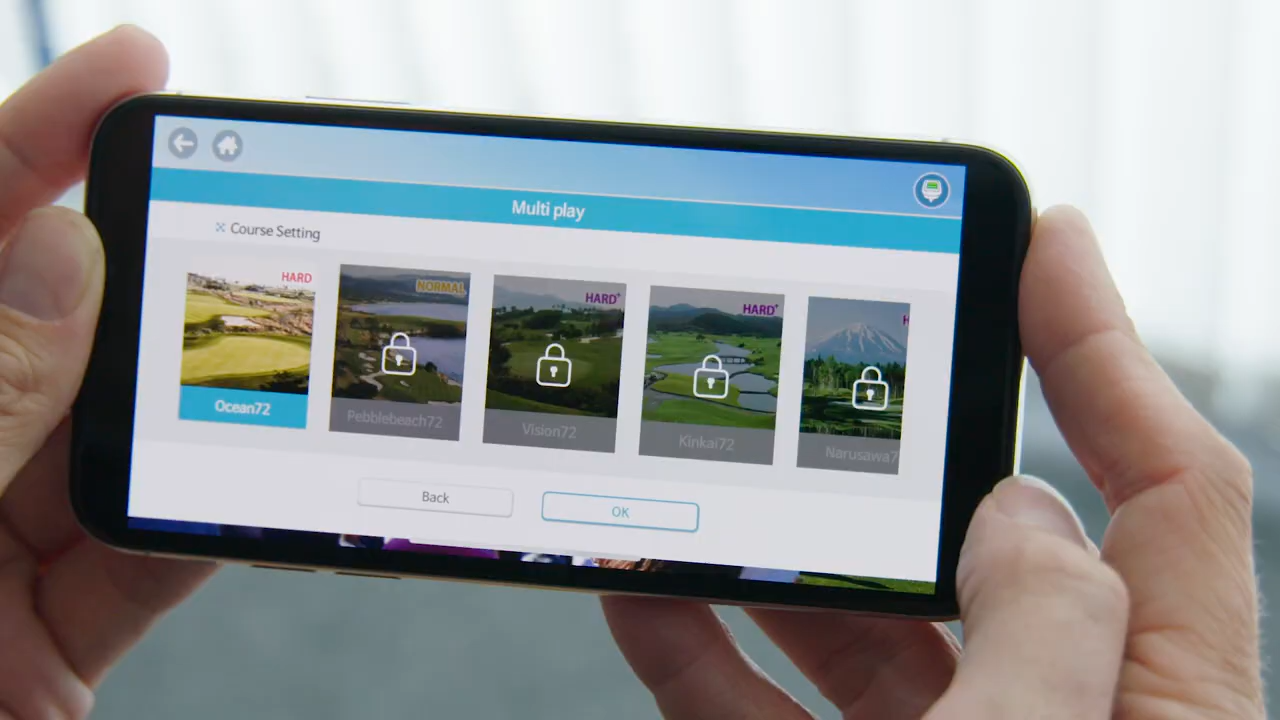 Multi play
Course Setting
HARD
NORMAL
HARD+
HARD+
H
Ocean72
Pebblebeach72
Vision72
Kinkai72
Narusawa7
Back
OK